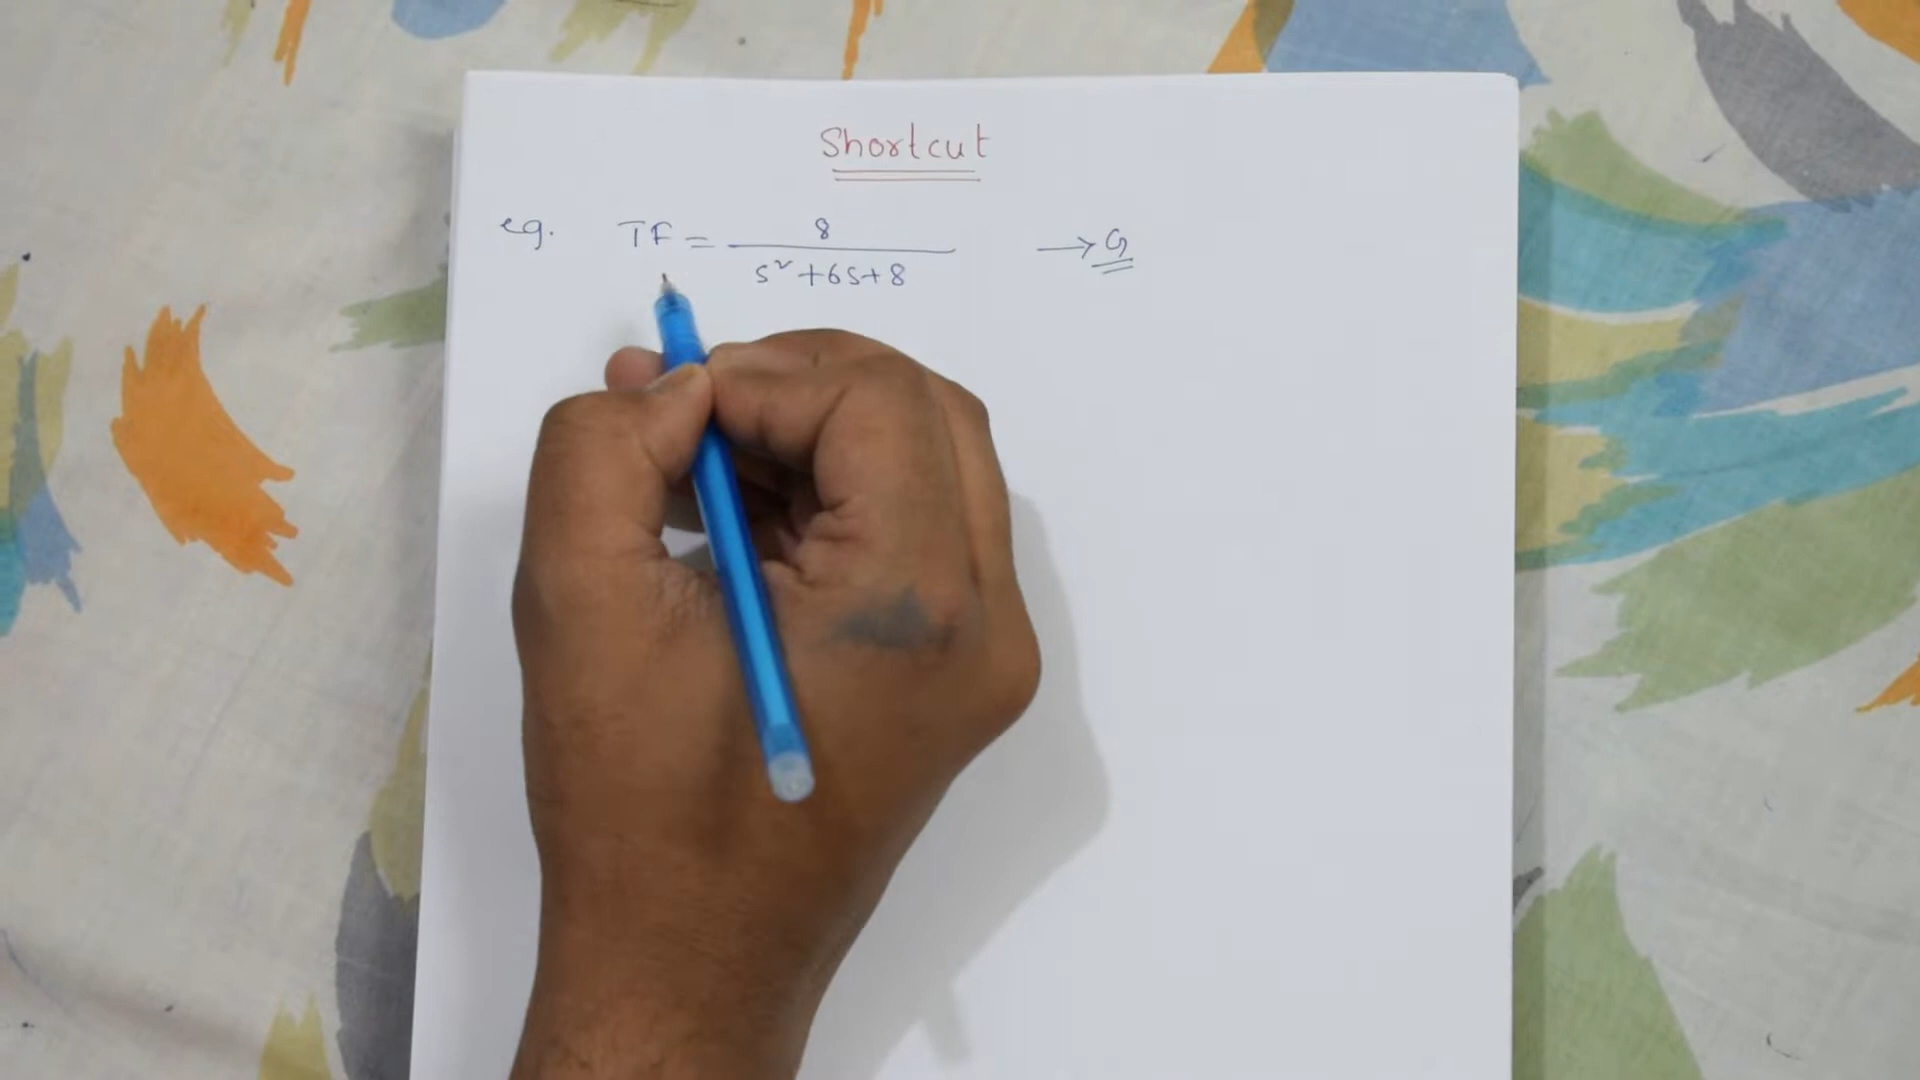 Shortcut
eg. TF = 8 / s²+6s+8 → G